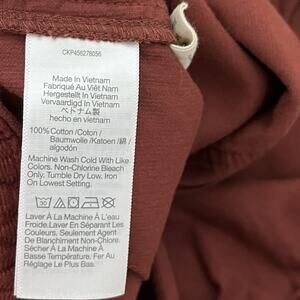 CKP456278056
Made In Vietnam
Fabriqué Au Viêt Nam
Hergestellt In Vietnam
Vervaardigd In Vietnam
ベトナム製
hecho en vietnam
100% Cotton /Coton /
Baumwolle /Katoen / 綿 /
algodón
Machine Wash Cold With Like
Colors. Non-Chlorine Bleach
Only. Tumble Dry Low. Iron
On Lowest Setting.
30
Laver À La Machine À L'eau
Froide.Laver En Séparant Les
Couleurs. Seulement Agent
De Blanchiment Non-Chlore.
Sécher À La Machine À
Basse Température. Fer Au
Réglage Le Plus Bas.